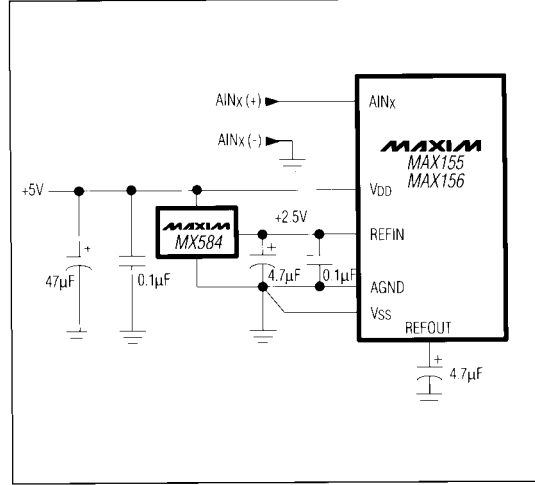 AINx (+)
AINx
AINx (-)
MAXIM
MAX155
MAX156
+5V
VDD
MAXIM
MX584
+2.5V
REFIN
+
+
47µF
0.1µF
4.7µF
0.1µF
AGND
VSS
REFOUT
+
4.7µF